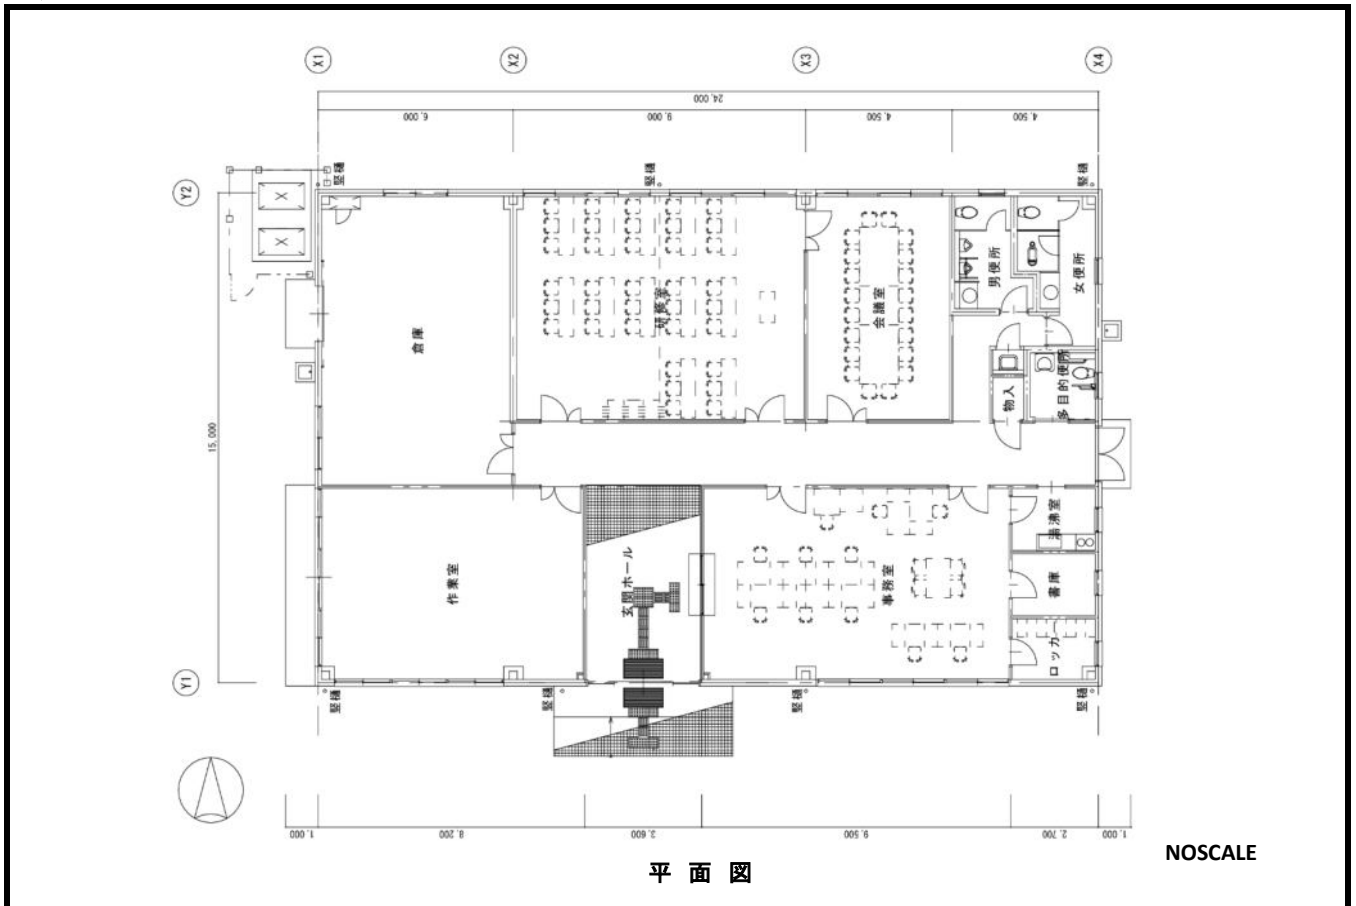 X1
X2
X3
X4
24,000
6,000
9,000
4,500
4,500
竪樋
竪樋
竪樋
Y2
15,000
倉庫
研修室
会議室
男便所
女便所
物入
多目的便所
作業室
玄関ホール
事務室
湯沸室
書庫
ロッカ
Y1
竪樋
竪樋
竪樋
竪樋
1,000
8,200
3,600
9,500
2,700
1,000
平面図
NOSCALE